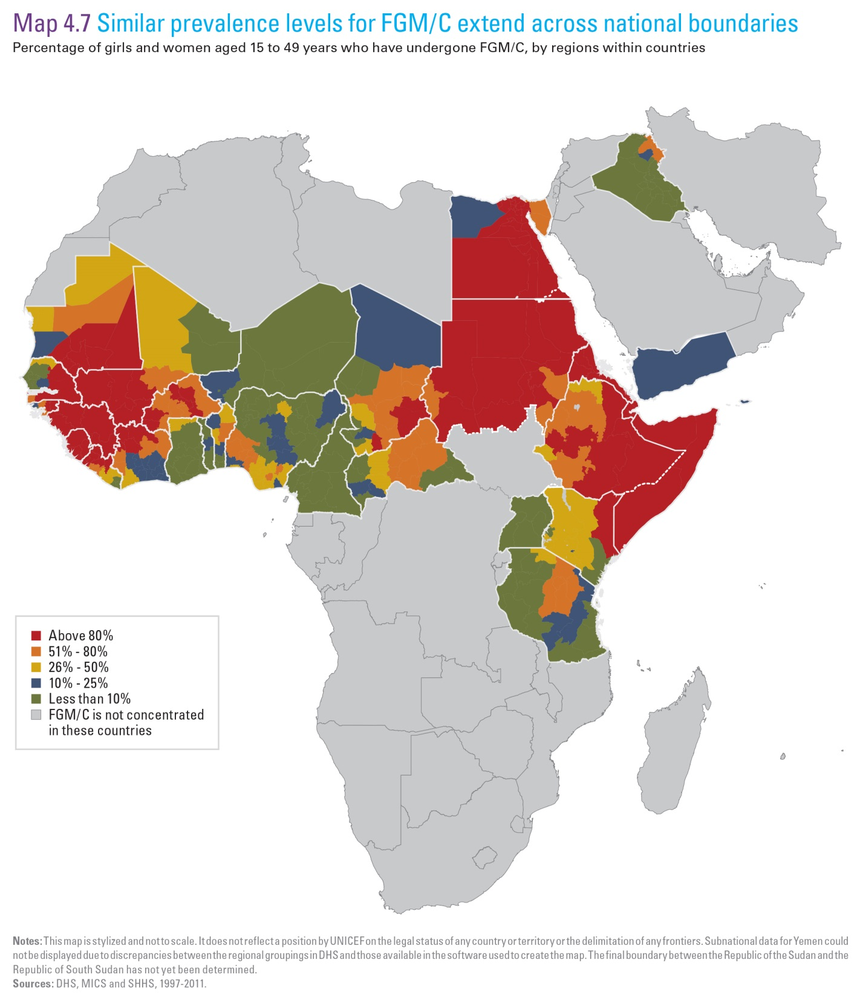 Map 4.7 Similar prevalence levels for FGM/C extend across national boundaries
Percentage of girls and women aged 15 to 49 years who have undergone FGM/C, by regions within countries
Above 80%
51% - 80%
26% - 50%
10% - 25%
Less than 10%
FGM/C is not concentrated
in these countries
Notes: This map is stylized and not to scale. It does not reflect a position by UNICEF on the legal status of any country or territory or the delimitation of any frontiers. Subnational data for Yemen could
not be displayed due to discrepancies between the regional groupings in DHS and those available in the software used to create the map. The final boundary between the Republic of the Sudan and the
Republic of South Sudan has not yet been determined.
Sources: DHS, MICS and SHHS, 1997-2011.